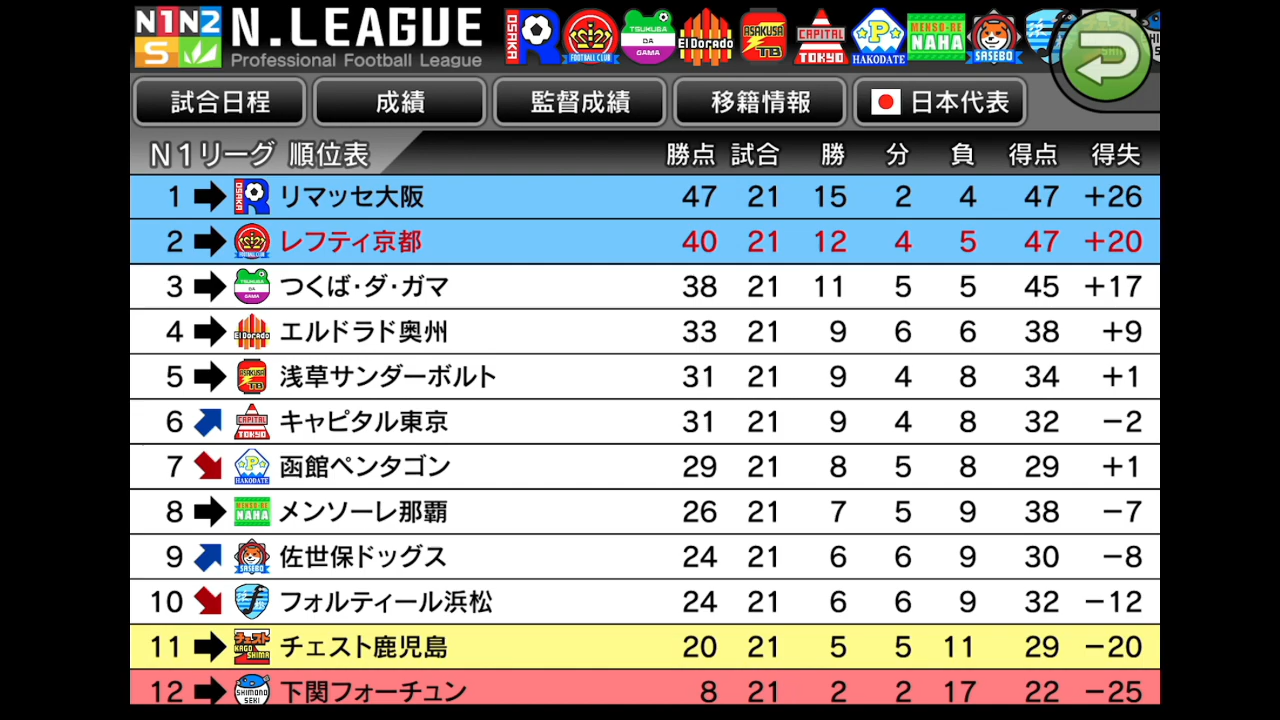 N1 N2 S N.LEAGUE
Professional Football League
OSAKA R FOOTBALL CLUB TSUKUBA DA GAMA El Dorado ASAKUSA TB CAPITAL TOKYO P HAKODATE MENSO-RE NAHA SASEBO
試合日程 成績 監督成績 移籍情報 日本代表
N1リーグ 順位表 勝点 試合 勝 分 負 得点 得失
1 リマッセ大阪 47 21 15 2 4 47 +26
2 レフティ京都 40 21 12 4 5 47 +20
3 つくば・ダ・ガマ 38 21 11 5 5 45 +17
4 エルドラド奥州 33 21 9 6 6 38 +9
5 浅草サンダーボルト 31 21 9 4 8 34 +1
6 キャピタル東京 31 21 9 4 8 32 −2
7 函館ペンタゴン 29 21 8 5 8 29 +1
8 メンソーレ那覇 26 21 7 5 9 38 −7
9 佐世保ドッグス 24 21 6 6 9 30 −8
10 フォルティール浜松 24 21 6 6 9 32 −12
11 チェスト鹿児島 20 21 5 5 11 29 −20
12 下関フォーチュン 8 21 2 2 17 22 −25